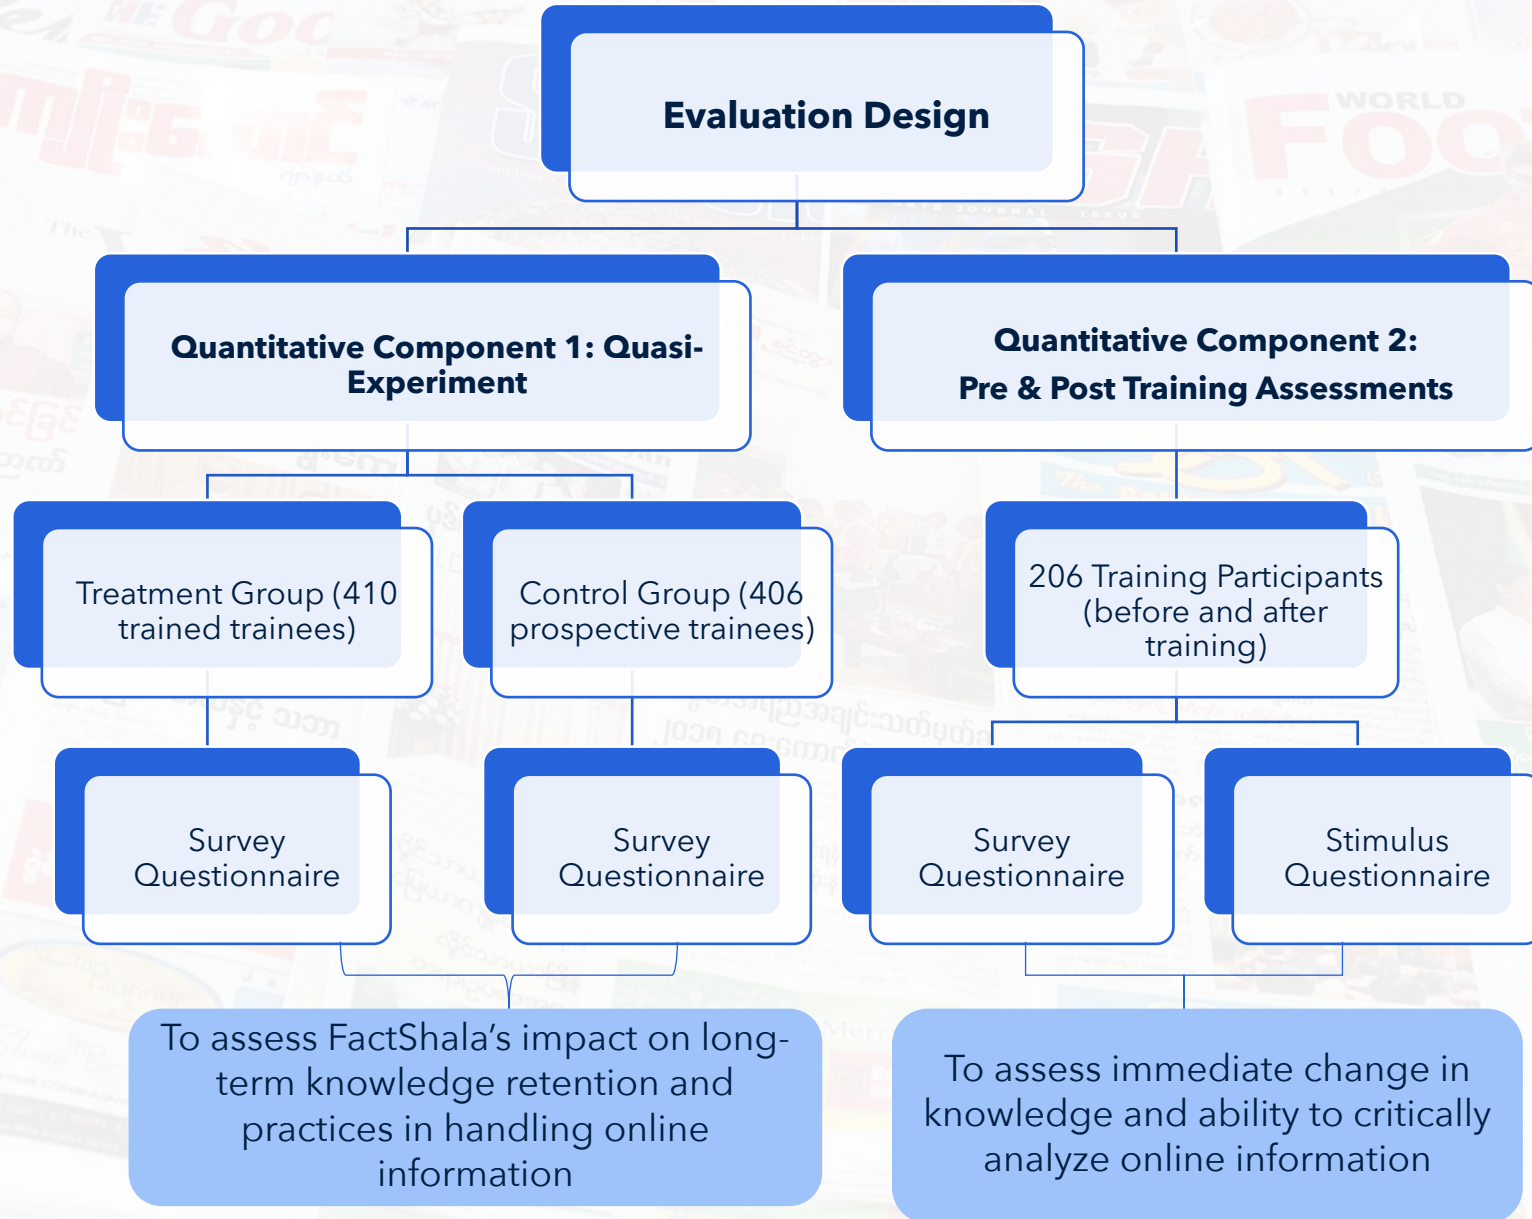 Evaluation Design
Quantitative Component 1: Quasi-
Experiment
Quantitative Component 2:
Pre & Post Training Assessments
Treatment Group (410
trained trainees)
Control Group (406
prospective trainees)
206 Training Participants
(before and after
training)
Survey
Questionnaire
Survey
Questionnaire
Survey
Questionnaire
Stimulus
Questionnaire
To assess FactShala’s impact on long-
term knowledge retention and
practices in handling online
information
To assess immediate change in
knowledge and ability to critically
analyze online information
WORLD